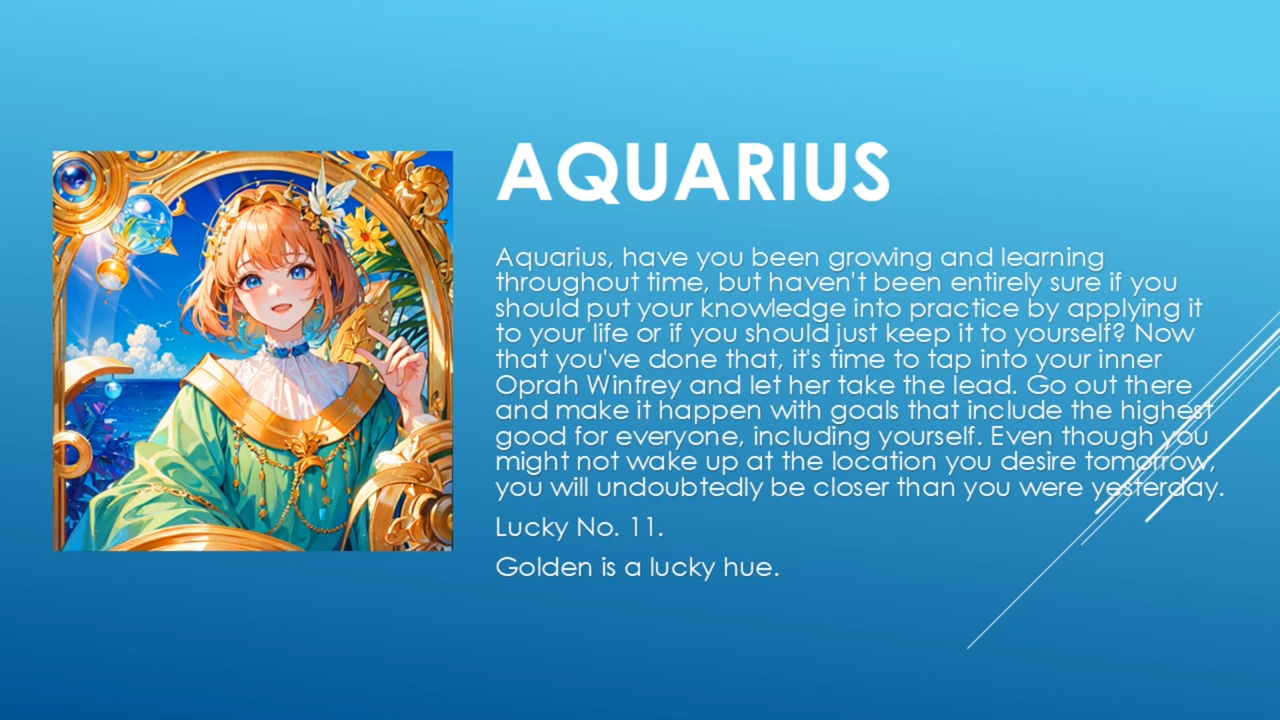 AQUARIUS
Aquarius, have you been growing and learning
throughout time, but haven't been entirely sure if you
should put your knowledge into practice by applying it
to your life or if you should just keep it to yourself? Now
that you've done that, it's time to tap into your inner
Oprah Winfrey and let her take the lead. Go out there
and make it happen with goals that include the highest
good for everyone, including yourself. Even though you
might not wake up at the location you desire tomorrow,
you will undoubtedly be closer than you were yesterday.
Lucky No. 11.
Golden is a lucky hue.